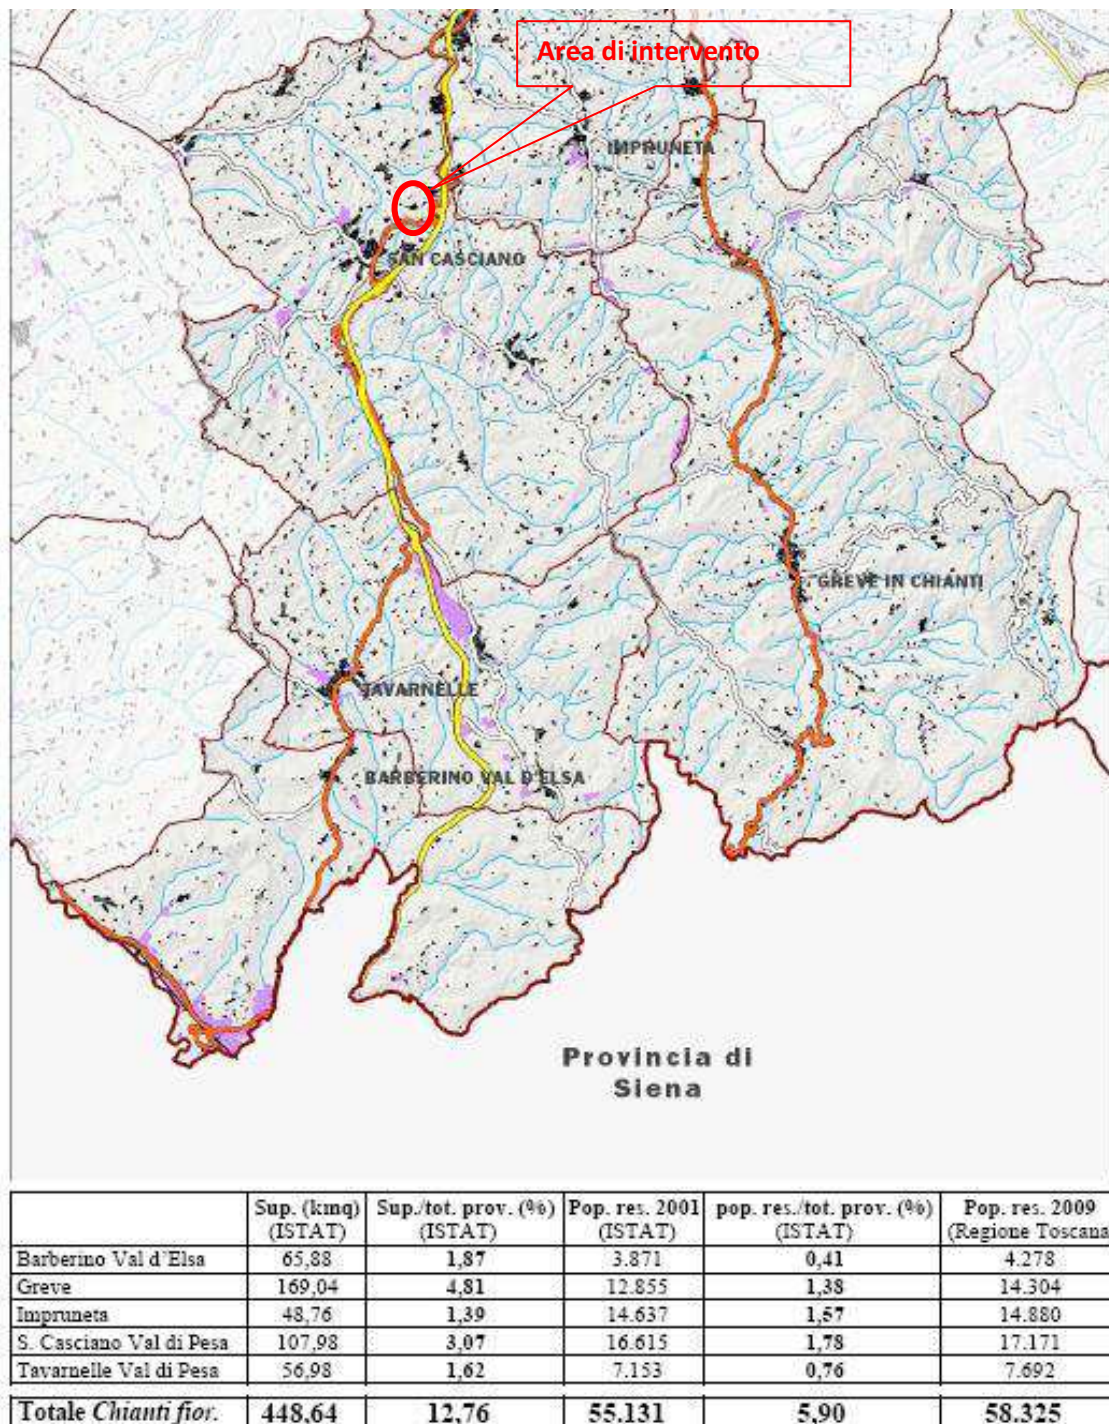 Area di intervento
IMPRUNETA
SAN CASCIANO
GREVE IN CHIANTI
TAVARNELLE
BARBERINO VAL D'ELSA
Provincia di
Siena
Sup. (kmq) Sup./tot. prov. (%) Pop. res. 2001 pop. res./tot. prov. (%) Pop. res. 2009
(ISTAT) (ISTAT) (ISTAT) (ISTAT) (Regione Toscana
Barberino Val d'Elsa 65,88 1,87 3.871 0,41 4.278
Greve 169,04 4,81 12.855 1,38 14.304
Impruneta 48,76 1,39 14.637 1,57 14.880
S. Casciano Val di Pesa 107,98 3,07 16.615 1,78 17.171
Tavarnelle Val di Pesa 56,98 1,62 7.153 0,76 7.692
Totale Chianti fior. 448,64 12,76 55.131 5,90 58.325